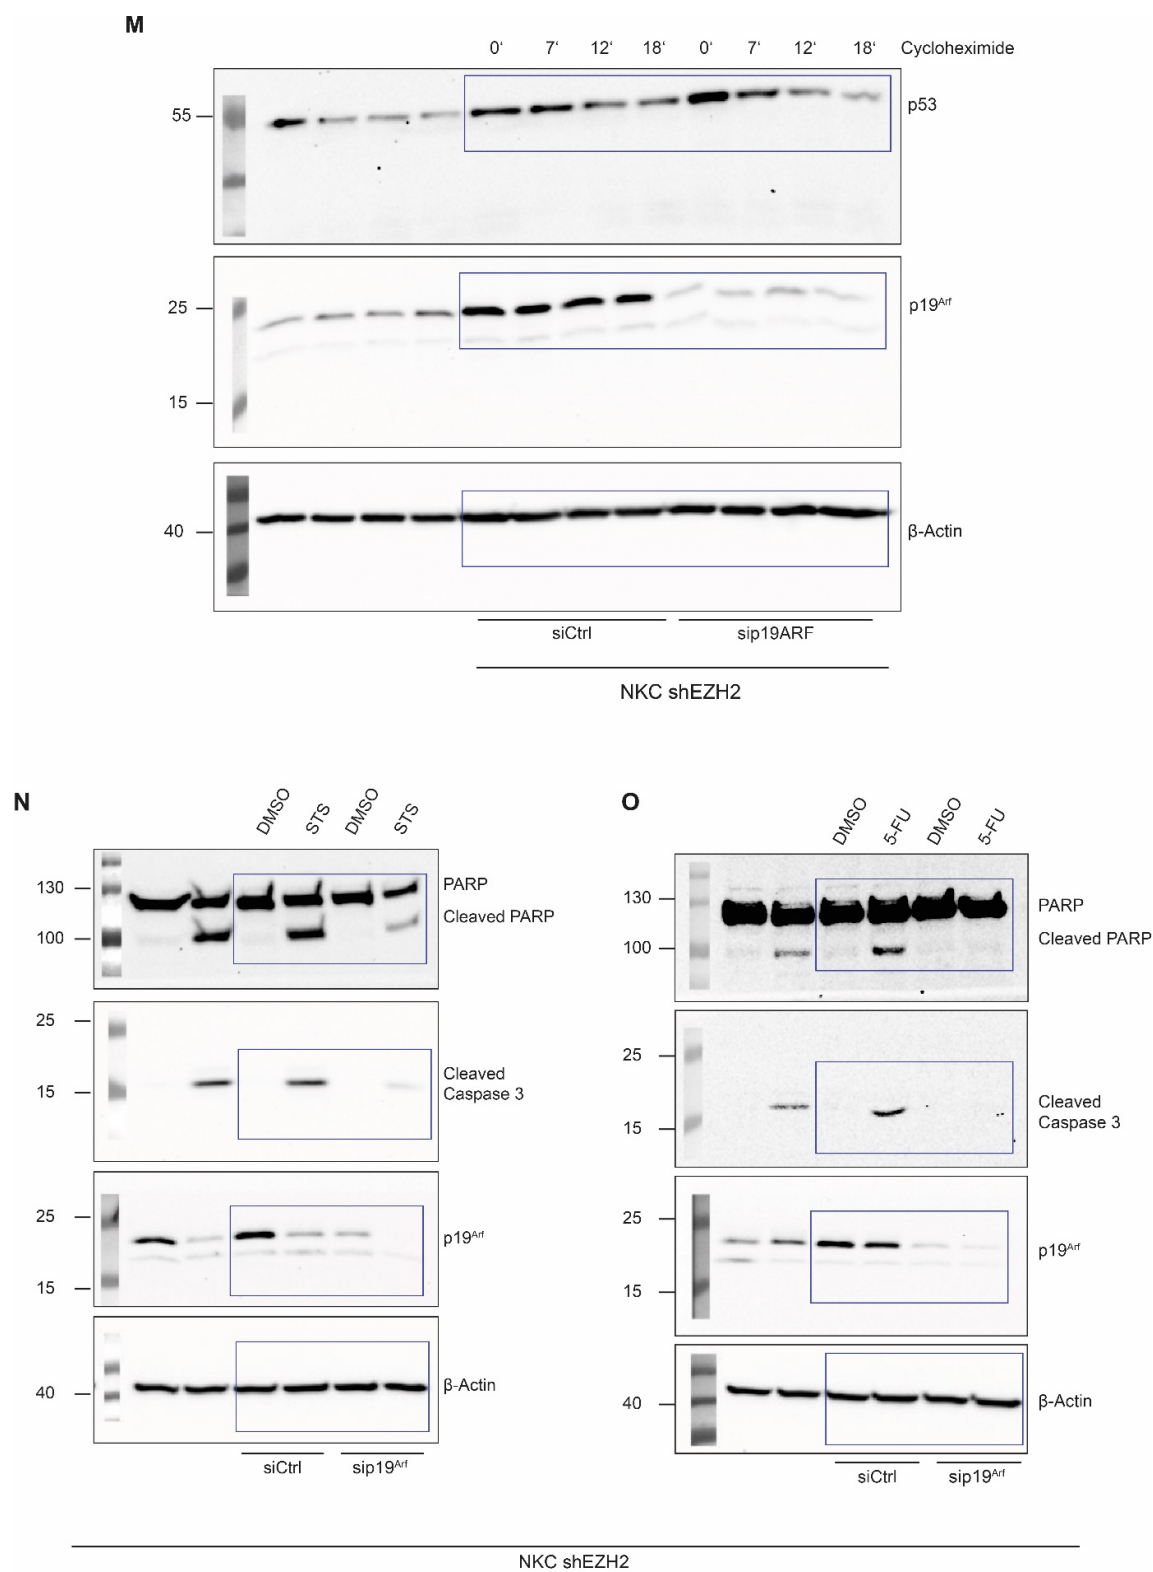 M
0‘ 7‘ 12‘ 18‘ 0‘ 7‘ 12‘ 18‘ Cycloheximide
55 p53
25 p19Arf
15
40 β-Actin
siCtrl sip19ARF
NKC shEZH2
N
DMSO STS DMSO STS
130 PARP
Cleaved PARP
100
25
Cleaved
15 Caspase 3
25 p19Arf
15
40 β-Actin
siCtrl sip19Arf
O
DMSO 5-FU DMSO 5-FU
130 PARP
Cleaved PARP
100
25
Cleaved
15 Caspase 3
25
p19Arf
15
40 β-Actin
siCtrl sip19Arf
NKC shEZH2